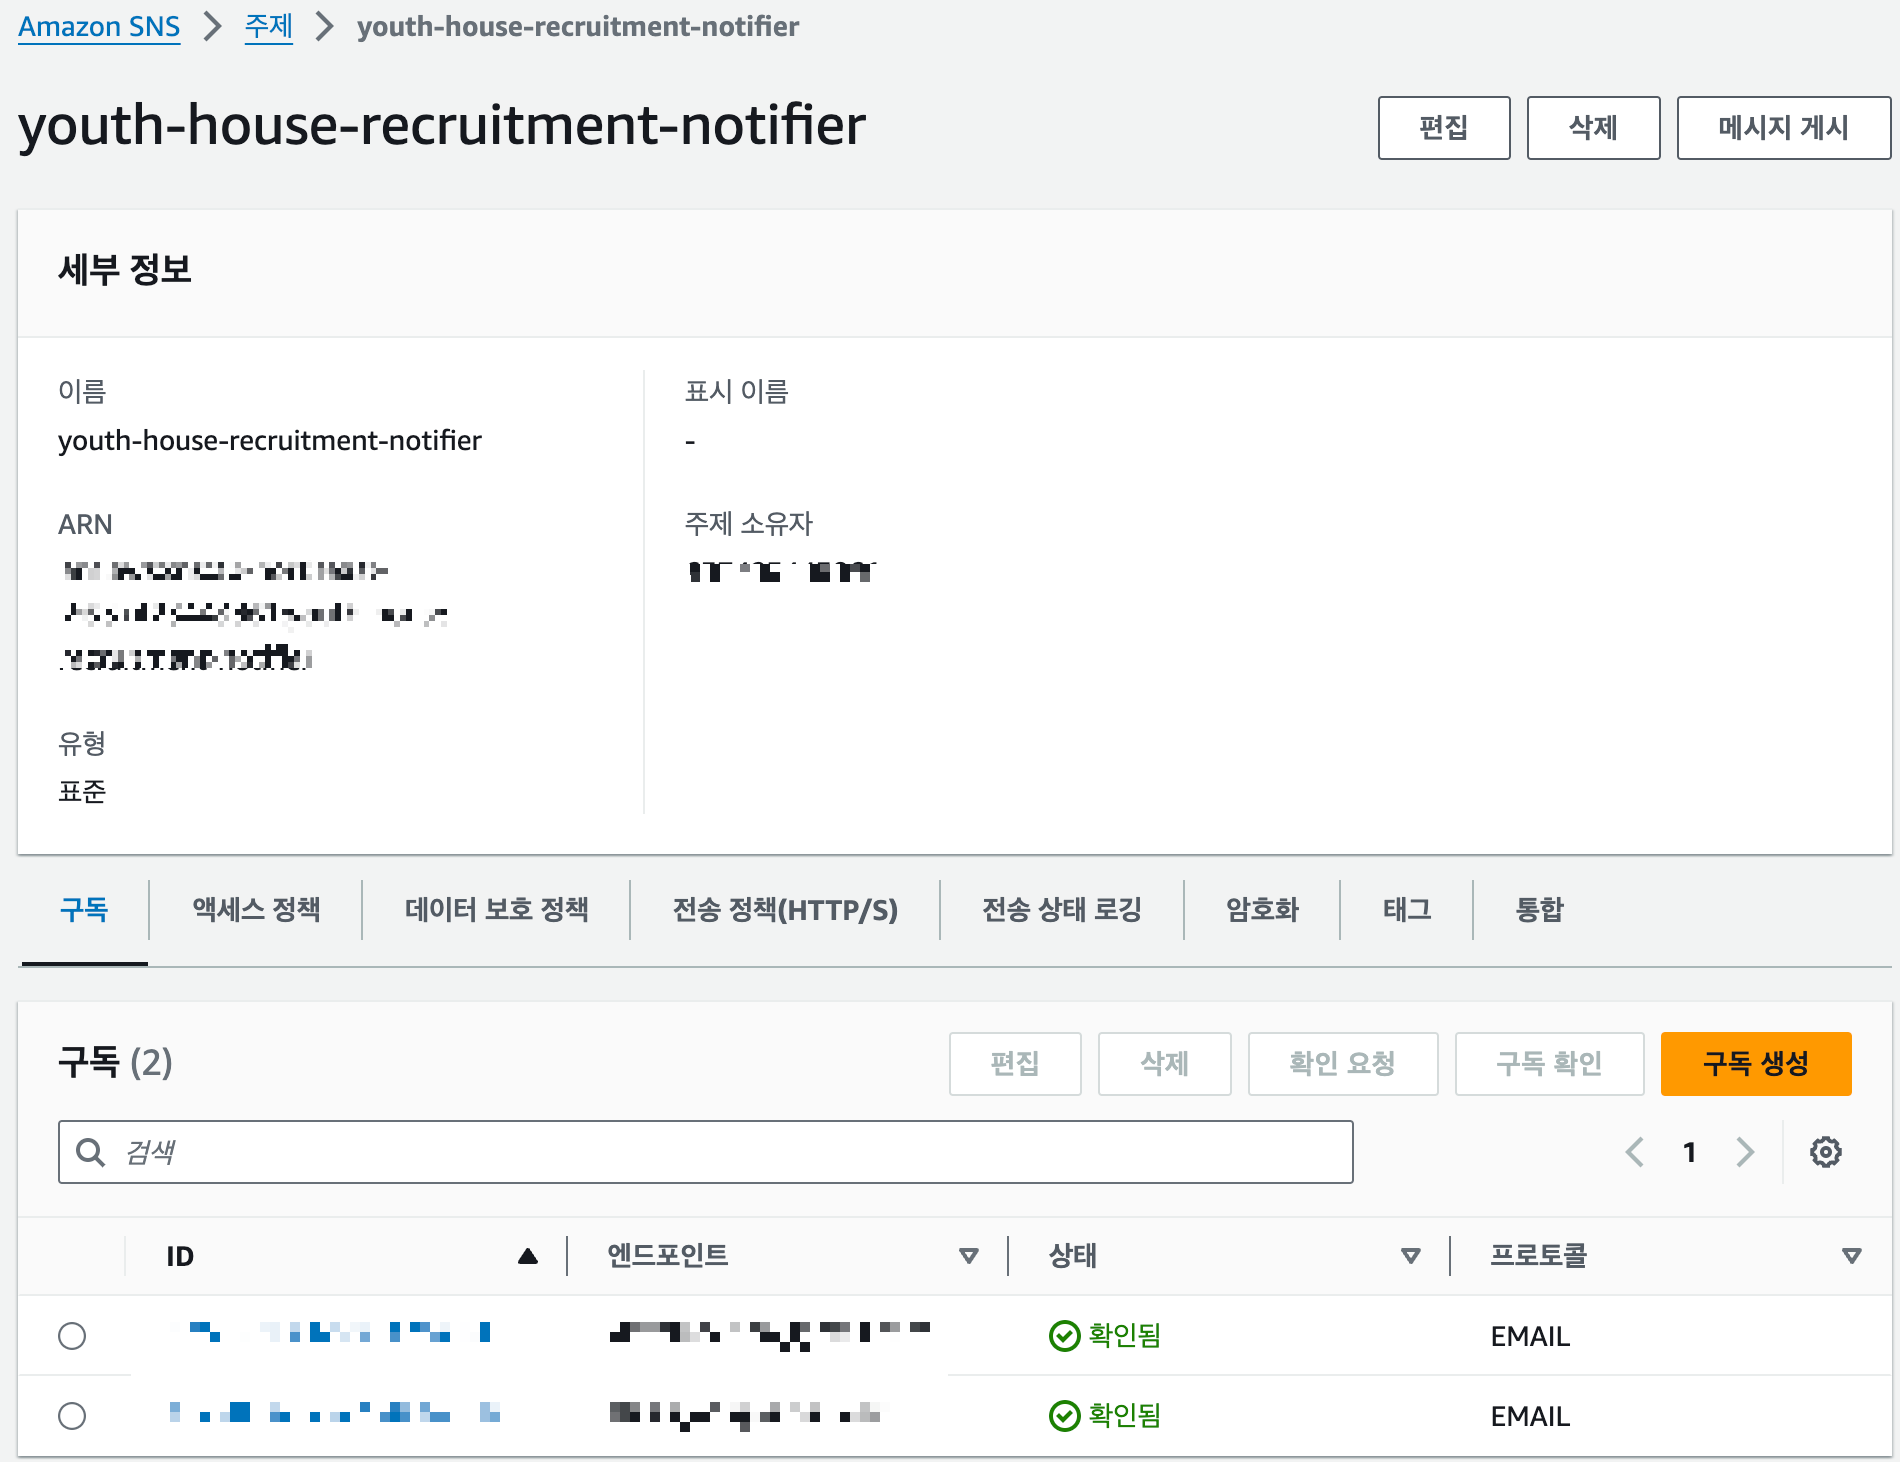 Amazon SNS > 주제 > youth-house-recruitment-notifier
youth-house-recruitment-notifier
편집 삭제 메시지 게시
세부 정보
이름
youth-house-recruitment-notifier
표시 이름
-
ARN
주제 소유자
유형
표준
구독 액세스 정책 데이터 보호 정책 전송 정책(HTTP/S) 전송 상태 로깅 암호화 태그 통합
구독 (2)
편집 삭제 확인 요청 구독 확인 구독 생성
검색
1
ID 엔드포인트 상태 프로토콜
확인됨 EMAIL
확인됨 EMAIL